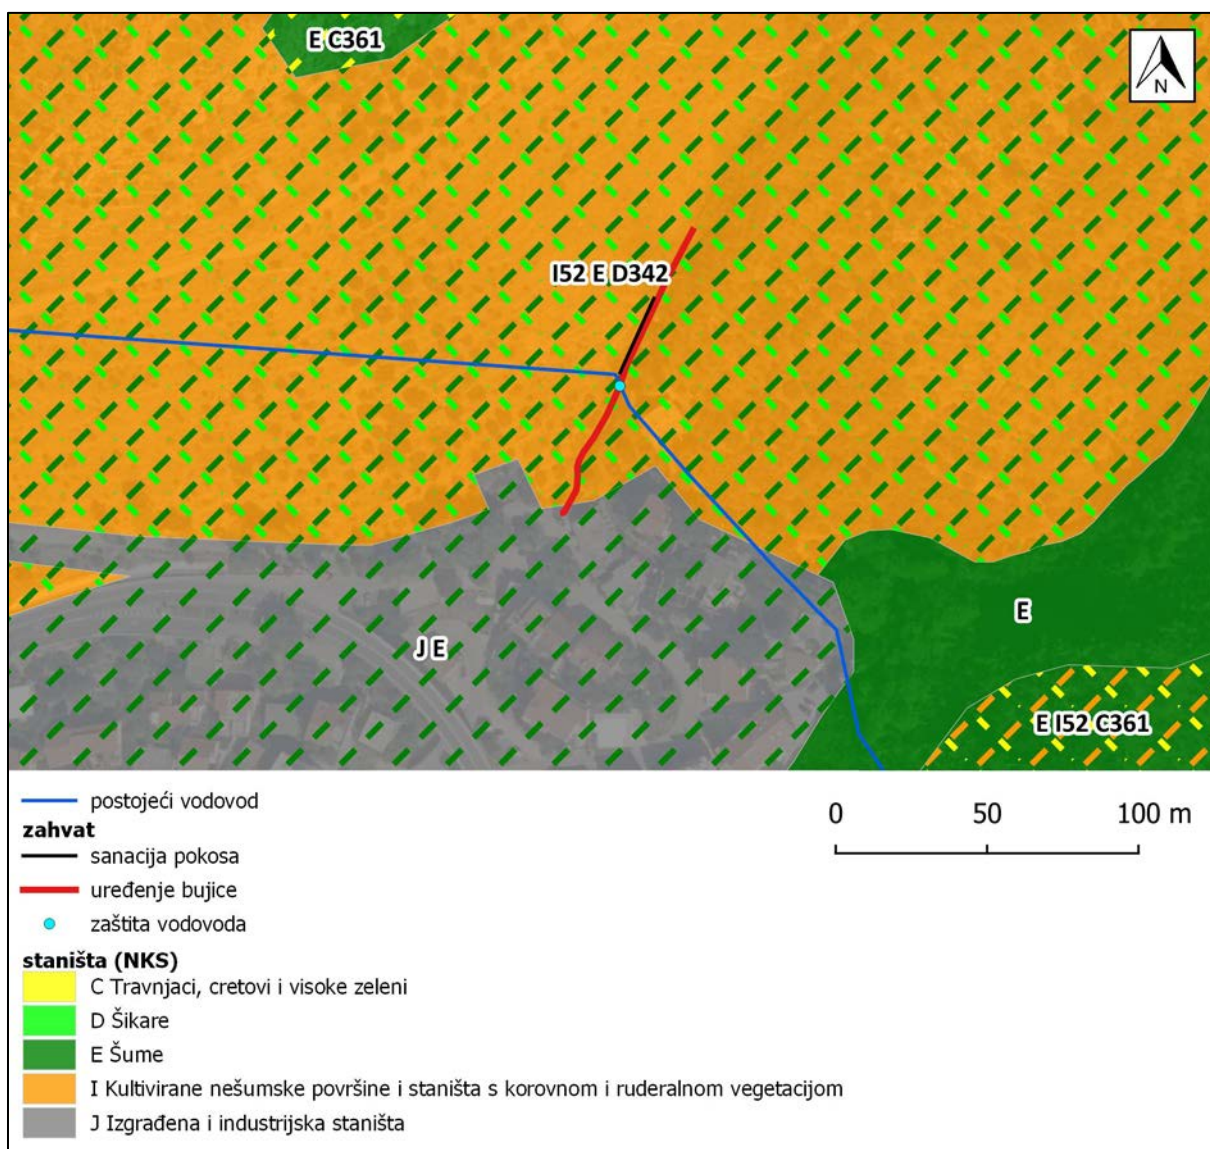 E C361
N
I52 E D342
E
J E
E I52 C361
postojeći vodovod
0 50 100 m
zahvat
sanacija pokosa
uređenje bujice
zaštita vodovoda
staništa (NKS)
C Travnjaci, cretovi i visoke zeleni
D Šikare
E Šume
I Kultivirane nešumske površine i staništa s korovnom i ruderalnom vegetacijom
J Izgrađena i industrijska staništa